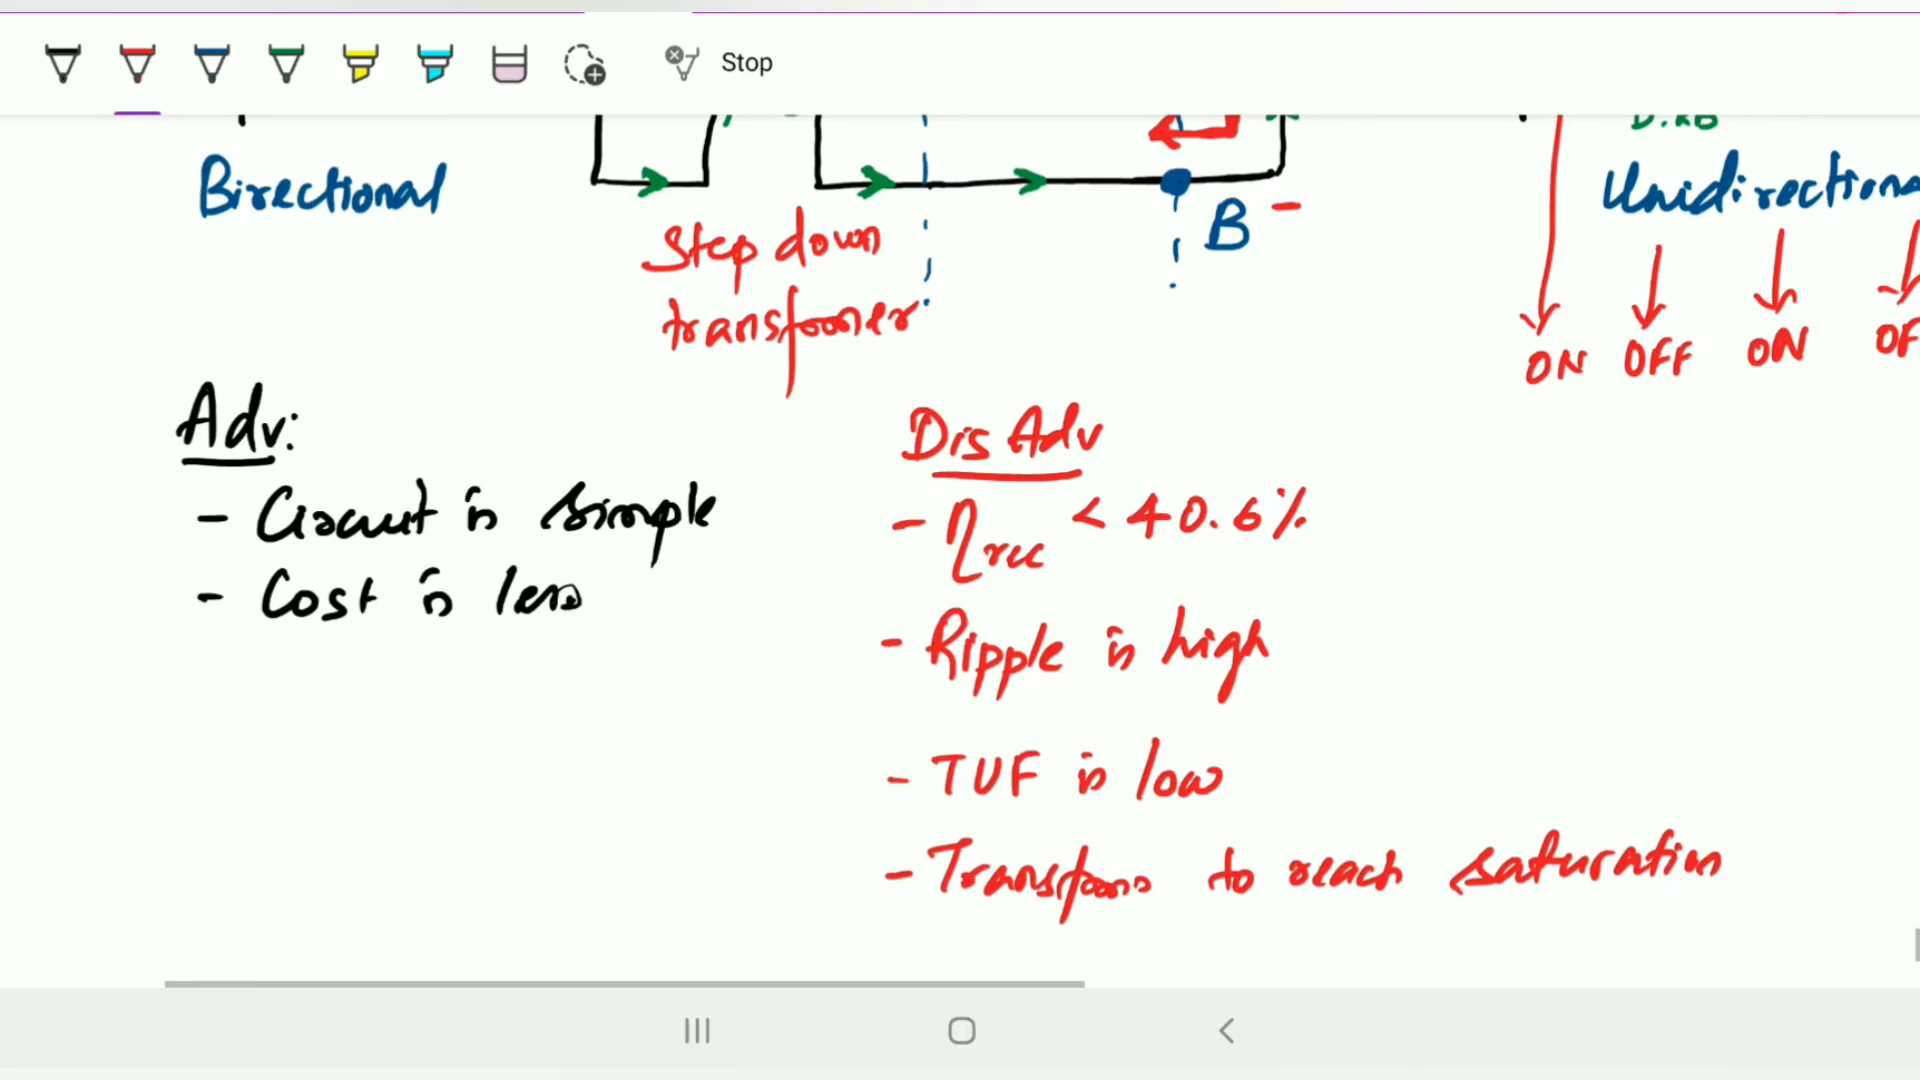 Stop
D.RB
Birectional
Unidirectiona
B -
Step down
transformer
ON OFF ON OF
Adv:
- Circuit is simple
- Cost is less
Dis Adv
- ηrec < 40.6%
- Ripple is high
- TUF is low
- Transform to reach saturation